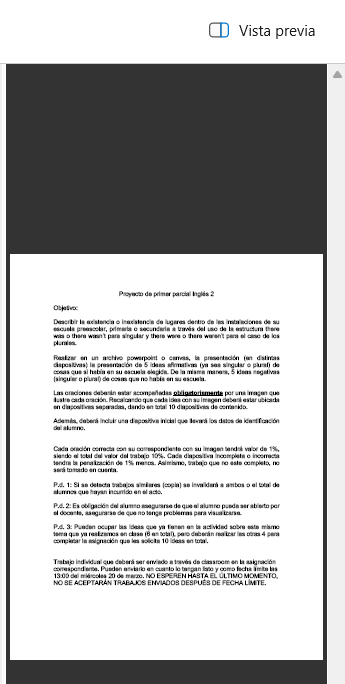 Vista previa
Proyecto de primer parcial Inglés 2
Objetivo:
Describir la existencia o inexistencia de lugares dentro de las instalaciones de su
escuela preescolar, primaria o secundaria a través del uso de la estructura there
was o there wasn't para singular y there were o there weren't para el caso de los
plurales.
Realizar en un archivo powerpoint o canvas, la presentación (en distintas
diapositivas) la presentación de 5 ideas afirmativas (ya sea singular o plural) de
cosas que si había en su escuela elegida. De la misma manera, 5 ideas negativas
(singular o plural) de cosas que no había en su escuela.
Las oraciones deberán estar acompañadas obligatoriamente por una imagen que
ilustre cada oración. Recalcando que cada idea con su imagen deberá estar ubicada
en diapositivas separadas, dando en total 10 diapositivas de contenido.
Además, deberá incluir una diapositiva inicial que llevará los datos de identificación
del alumno.
Cada oración correcta con su correspondiente con su imagen tendrá valor de 1%,
siendo el total del valor del trabajo 10%. Cada diapositiva incompleta o incorrecta
tendrá la penalización de 1% menos. Asimismo, trabajo que no este completo, no
será tomado en cuenta.
P.d. 1: Si se detecta trabajos similares (copia) se invalidará a ambos o el total de
alumnos que hayan incurrido en el acto.
P.d. 2: Es obligación del alumno asegurarse de que el alumno pueda ser abierto por
el docente, asegurarse de que no tenga problemas para visualizarse.
P.d. 3: Pueden ocupar las ideas que ya tienen en la actividad sobre este mismo
tema que ya realizamos en clase (6 en total), pero deberán realizar las otras 4 para
completar la asignación que les solicita 10 ideas en total.
Trabajo individual que deberá ser enviado a través de classroom en la asignación
correspondiente. Pueden enviarlo en cuanto lo tengan listo y como fecha límite las
13:00 del miércoles 20 de marzo. NO ESPEREN HASTA EL ÚLTIMO MOMENTO,
NO SE ACEPTARÁN TRABAJOS ENVIADOS DESPUÉS DE FECHA LÍMITE.